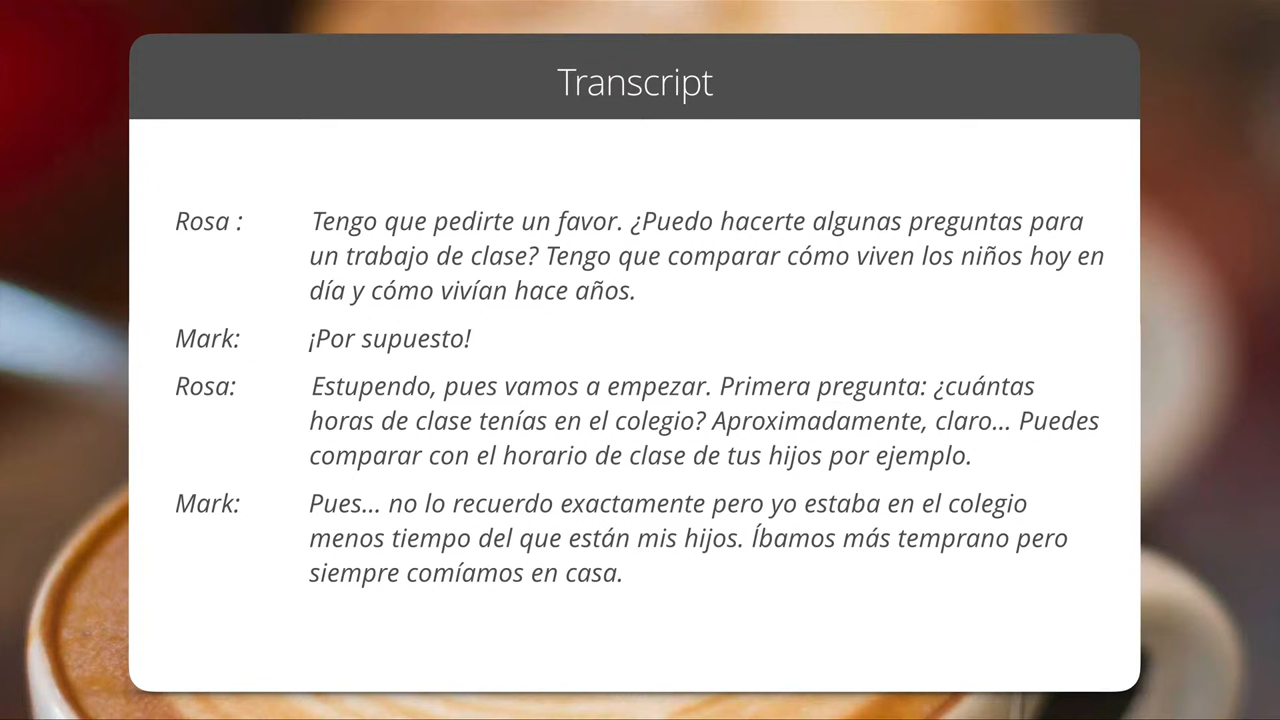 Transcript
Rosa : Tengo que pedirte un favor. ¿Puedo hacerte algunas preguntas para
un trabajo de clase? Tengo que comparar cómo viven los niños hoy en
día y cómo vivían hace años.
Mark: ¡Por supuesto!
Rosa: Estupendo, pues vamos a empezar. Primera pregunta: ¿cuántas
horas de clase tenías en el colegio? Aproximadamente, claro... Puedes
comparar con el horario de clase de tus hijos por ejemplo.
Mark: Pues... no lo recuerdo exactamente pero yo estaba en el colegio
menos tiempo del que están mis hijos. Íbamos más temprano pero
siempre comíamos en casa.